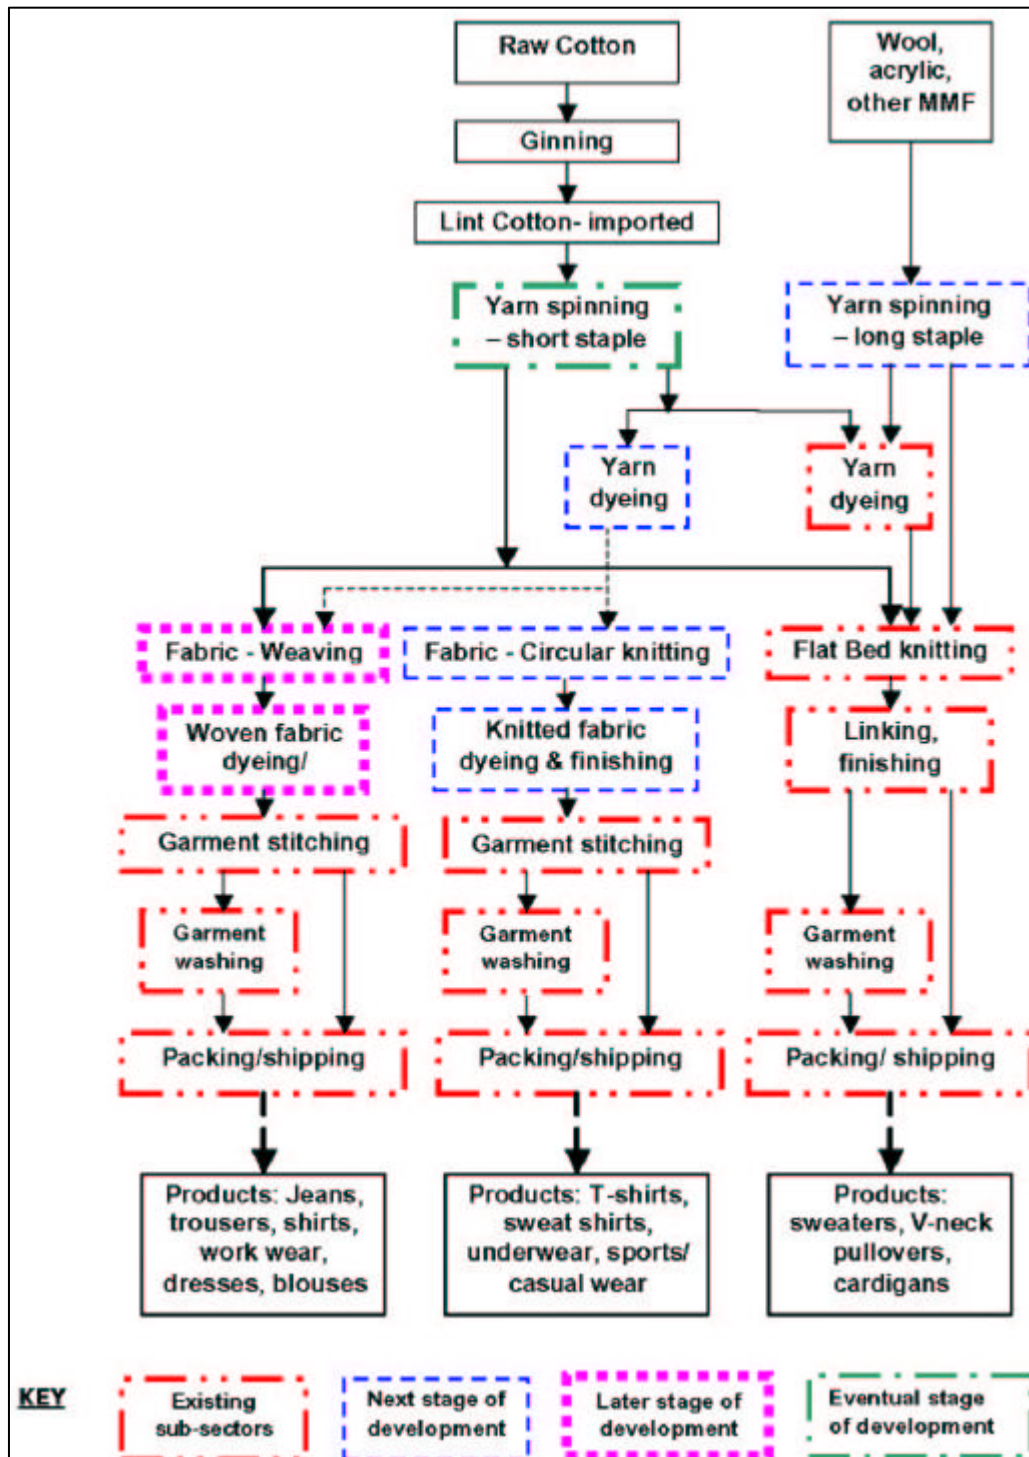 Raw Cotton
Wool,
acrylic,
other MMF
Ginning
Lint Cotton- imported
Yarn spinning
– short staple
Yarn spinning
– long staple
Yarn
dyeing
Yarn
dyeing
Fabric - Weaving
Fabric - Circular knitting
Flat Bed knitting
Woven fabric
dyeing/
Knitted fabric
dyeing & finishing
Linking,
finishing
Garment stitching
Garment stitching
Garment
washing
Garment
washing
Garment
washing
Packing/shipping
Packing/shipping
Packing/ shipping
Products: Jeans,
trousers, shirts,
work wear,
dresses, blouses
Products: T-shirts,
sweat shirts,
underwear, sports/
casual wear
Products:
sweaters, V-neck
pullovers,
cardigans
KEY
Existing
sub-sectors
Next stage of
development
Later stage of
development
Eventual stage
of development